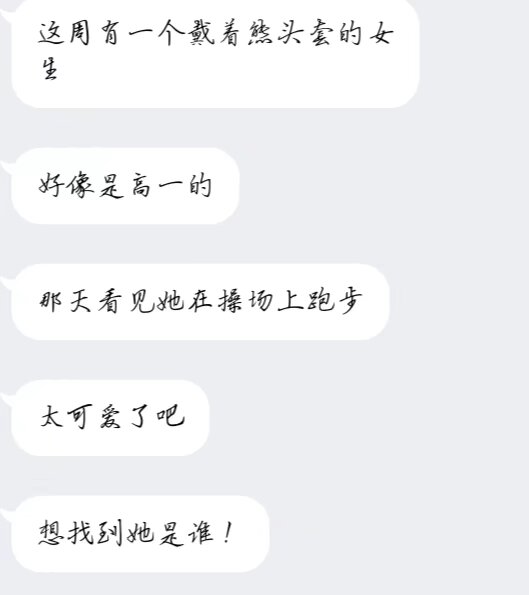 这周有一个戴着熊头套的女
生
好像是高一的
那天看见她在操场上跑步
太可爱了吧
想找到她是谁！